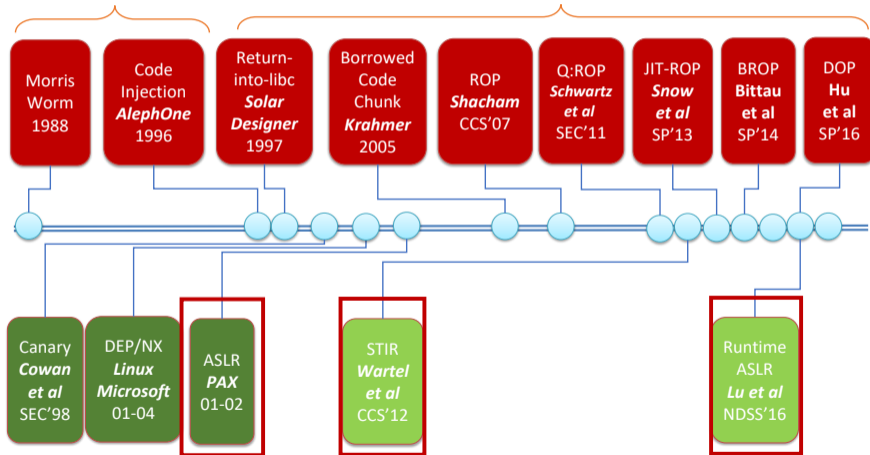 Morris
Worm
1988
Code
Injection
AlephOne
1996
Return-
into-libc
Solar
Designer
1997
Borrowed
Code
Chunk
Krahmer
2005
ROP
Shacham
CCS'07
Q:ROP
Schwartz
et al
SEC'11
JIT-ROP
Snow
et al
SP'13
BROP
Bittau
et al
SP'14
DOP
Hu
et al
SP'16
Canary
Cowan
et al
SEC'98
DEP/NX
Linux
Microsoft
01-04
ASLR
PAX
01-02
STIR
Wartel
et al
CCS'12
Runtime
ASLR
Lu et al
NDSS'16